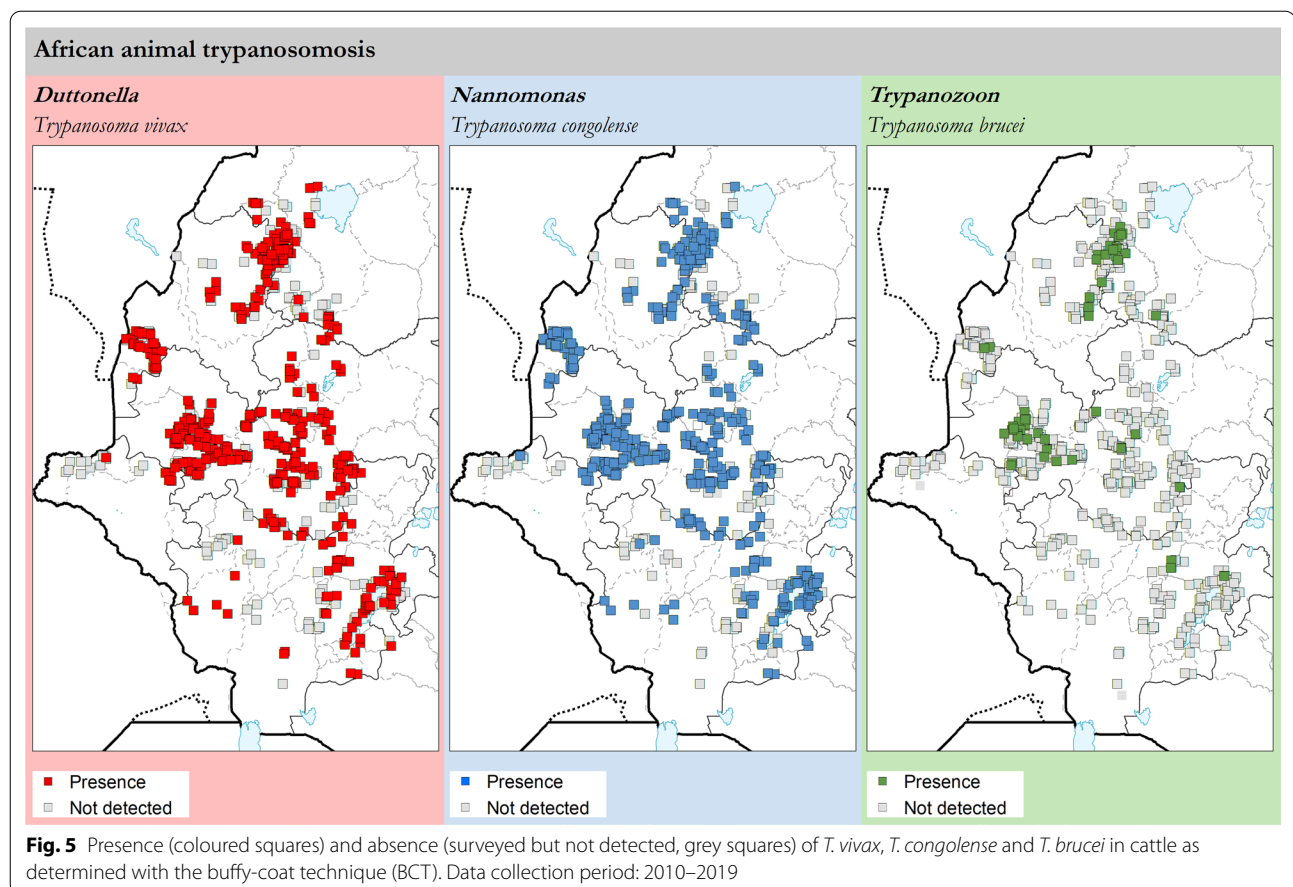 African animal trypanosomosis
Duttonella
Trypanosoma vivax
Presence
Not detected
Nannomonas
Trypanosoma congolense
Presence
Not detected
Trypanozoon
Trypanosoma brucei
Presence
Not detected
Fig. 5 Presence (coloured squares) and absence (surveyed but not detected, grey squares) of T. vivax, T. congolense and T. brucei in cattle as
determined with the buffy-coat technique (BCT). Data collection period: 2010–2019